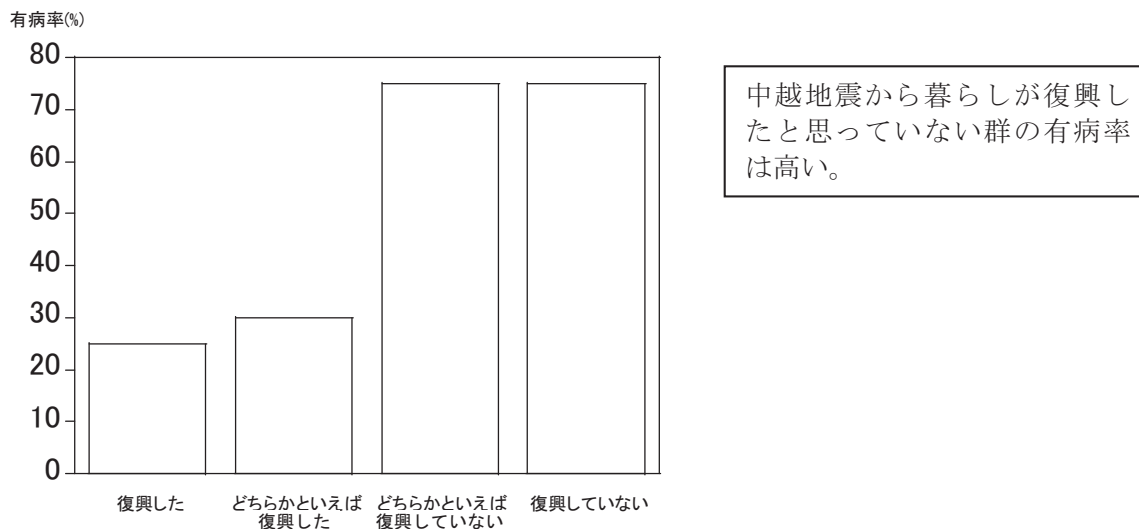 有病率(%)
80
70
60
50
40
30
20
10
0
復興した
どちらかといえば
復興した
どちらかといえば
復興していない
復興していない
中越地震から暮らしが復興し
たと思っていない群の有病率
は高い。